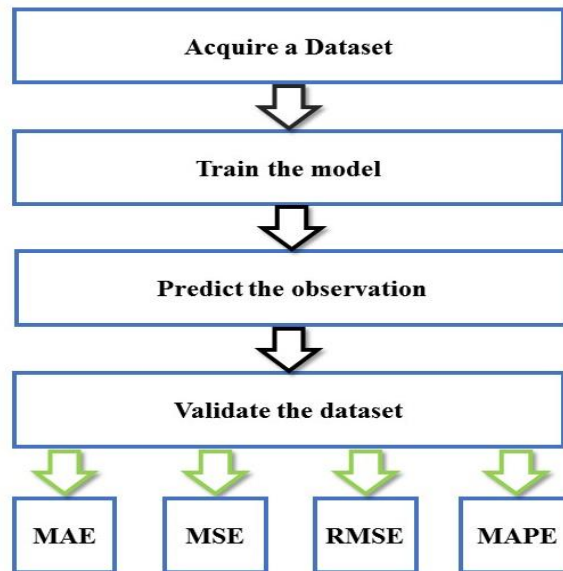 Acquire a Dataset
Train the model
Predict the observation
Validate the dataset
MAE
MSE
RMSE
MAPE